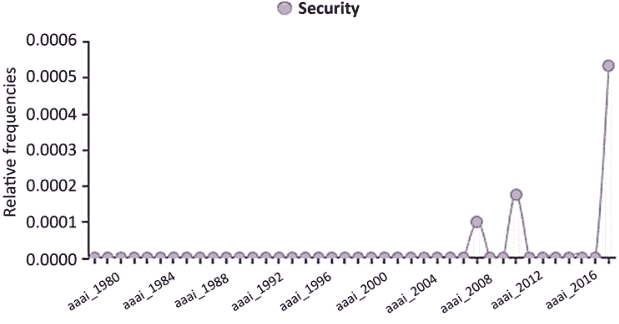 Security
Relative frequencies
0.0006
0.0005
0.0004
0.0003
0.0002
0.0001
0.0000
aaai_1980
aaai_1984
aaai_1988
aaai_1992
aaai_1996
aaai_2000
aaai_2004
aaai_2008
aaai_2012
aaai_2016